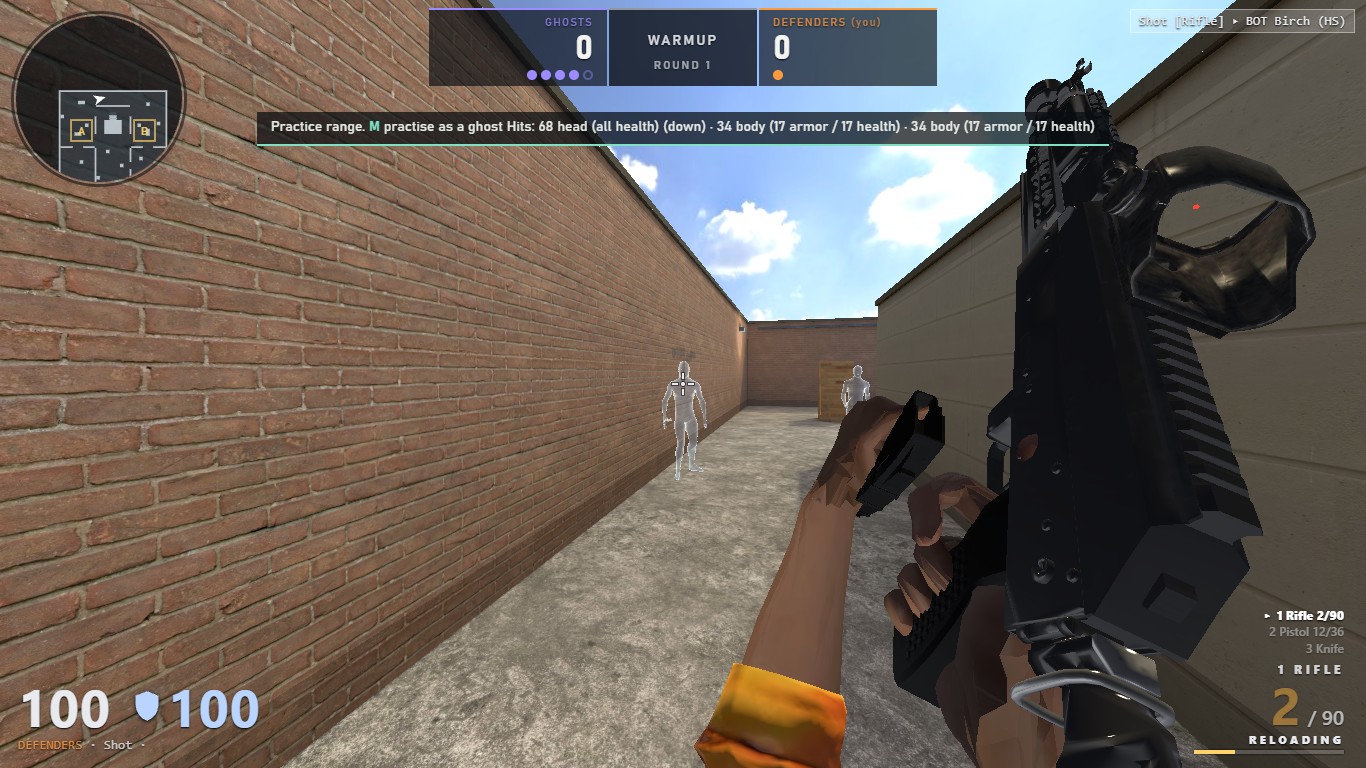 GHOSTS
0
WARMUP
ROUND 1
DEFENDERS (you)
0
Shot [Rifle] ▸ BOT Birch (HS)
A
B
Practice range. M practise as a ghost Hits: 68 head (all health) (down) · 34 body (17 armor / 17 health) · 34 body (17 armor / 17 health)
▸ 1 Rifle 2/90
2 Pistol 12/36
3 Knife
1 RIFLE
2 / 90
RELOADING
100 100
DEFENDERS · Shot ·